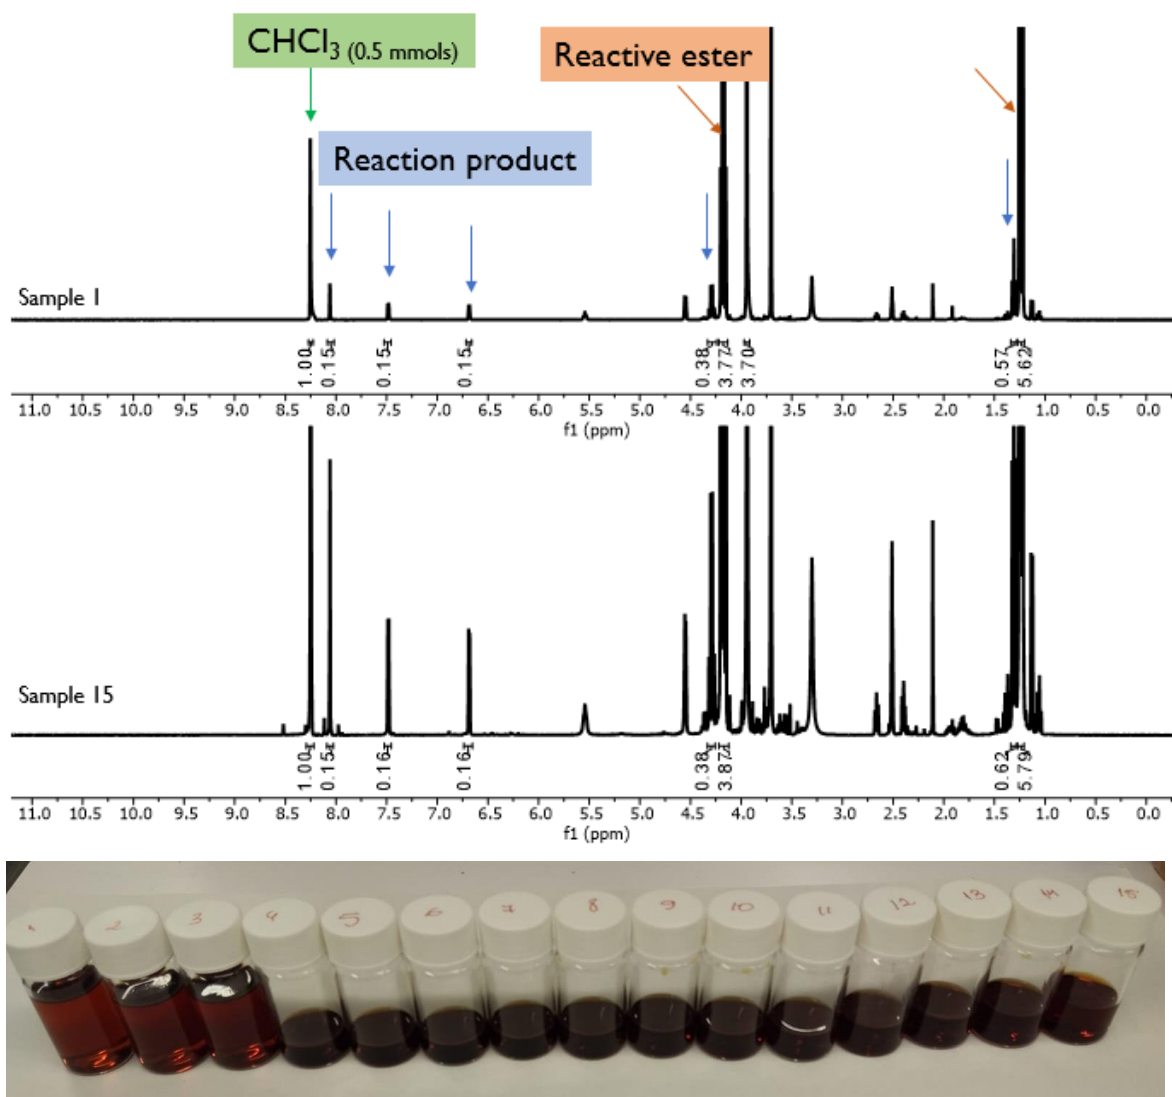 CHCl3 (0.5 mmols)
Reactive ester
Reaction product
Sample 1
1.00 0.15 0.15 0.15 0.38 3.77 3.70 0.57 5.62
11.0 10.5 10.0 9.5 9.0 8.5 8.0 7.5 7.0 6.5 6.0 5.5 5.0 4.5 4.0 3.5 3.0 2.5 2.0 1.5 1.0 0.5 0.0
f1 (ppm)
Sample 15
1.00 0.15 0.16 0.16 0.38 3.87 0.62 5.79
11.0 10.5 10.0 9.5 9.0 8.5 8.0 7.5 7.0 6.5 6.0 5.5 5.0 4.5 4.0 3.5 3.0 2.5 2.0 1.5 1.0 0.5 0.0
f1 (ppm)
1 2 3 4 5 6 7 8 9 10 11 12 13 14 15